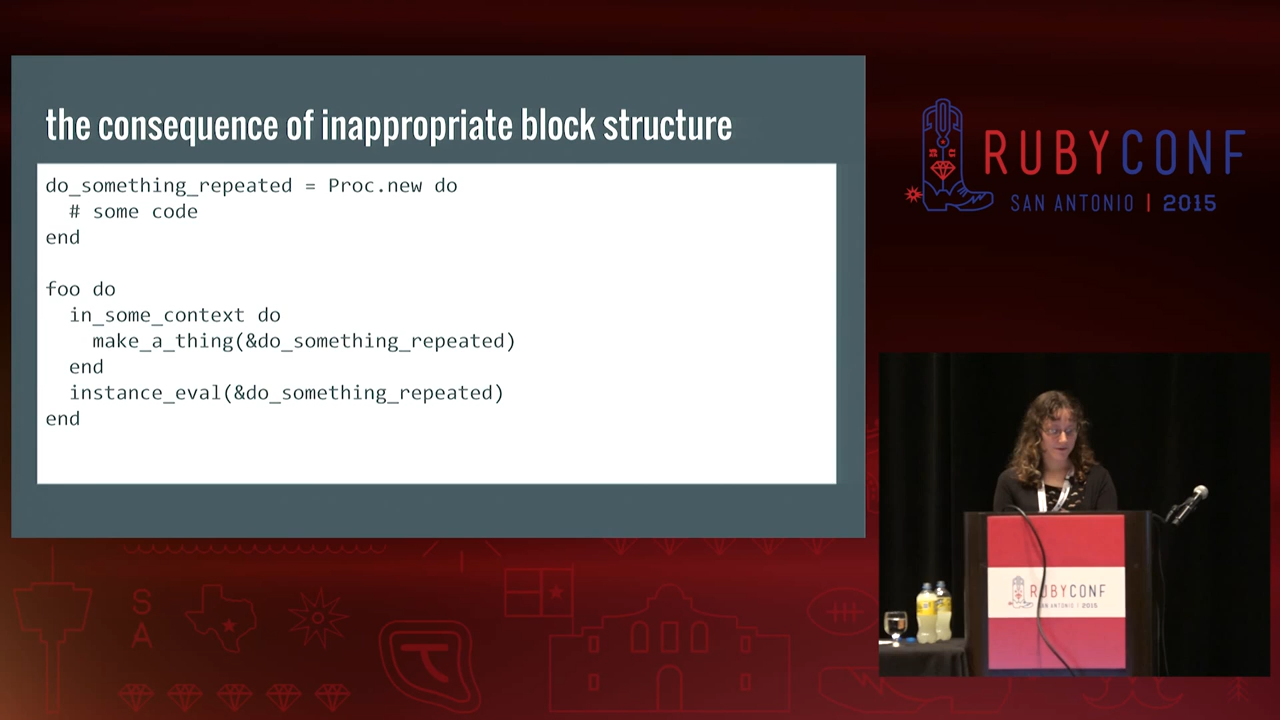 the consequence of inappropriate block structure
do_something_repeated = Proc.new do
  # some code
end
foo do
  in_some_context do
    make_a_thing(&do_something_repeated)
  end
  instance_eval(&do_something_repeated)
end
RUBYCONF
SAN ANTONIO | 2015
RUBYCONF
SAN ANTONIO | 2015
S
A